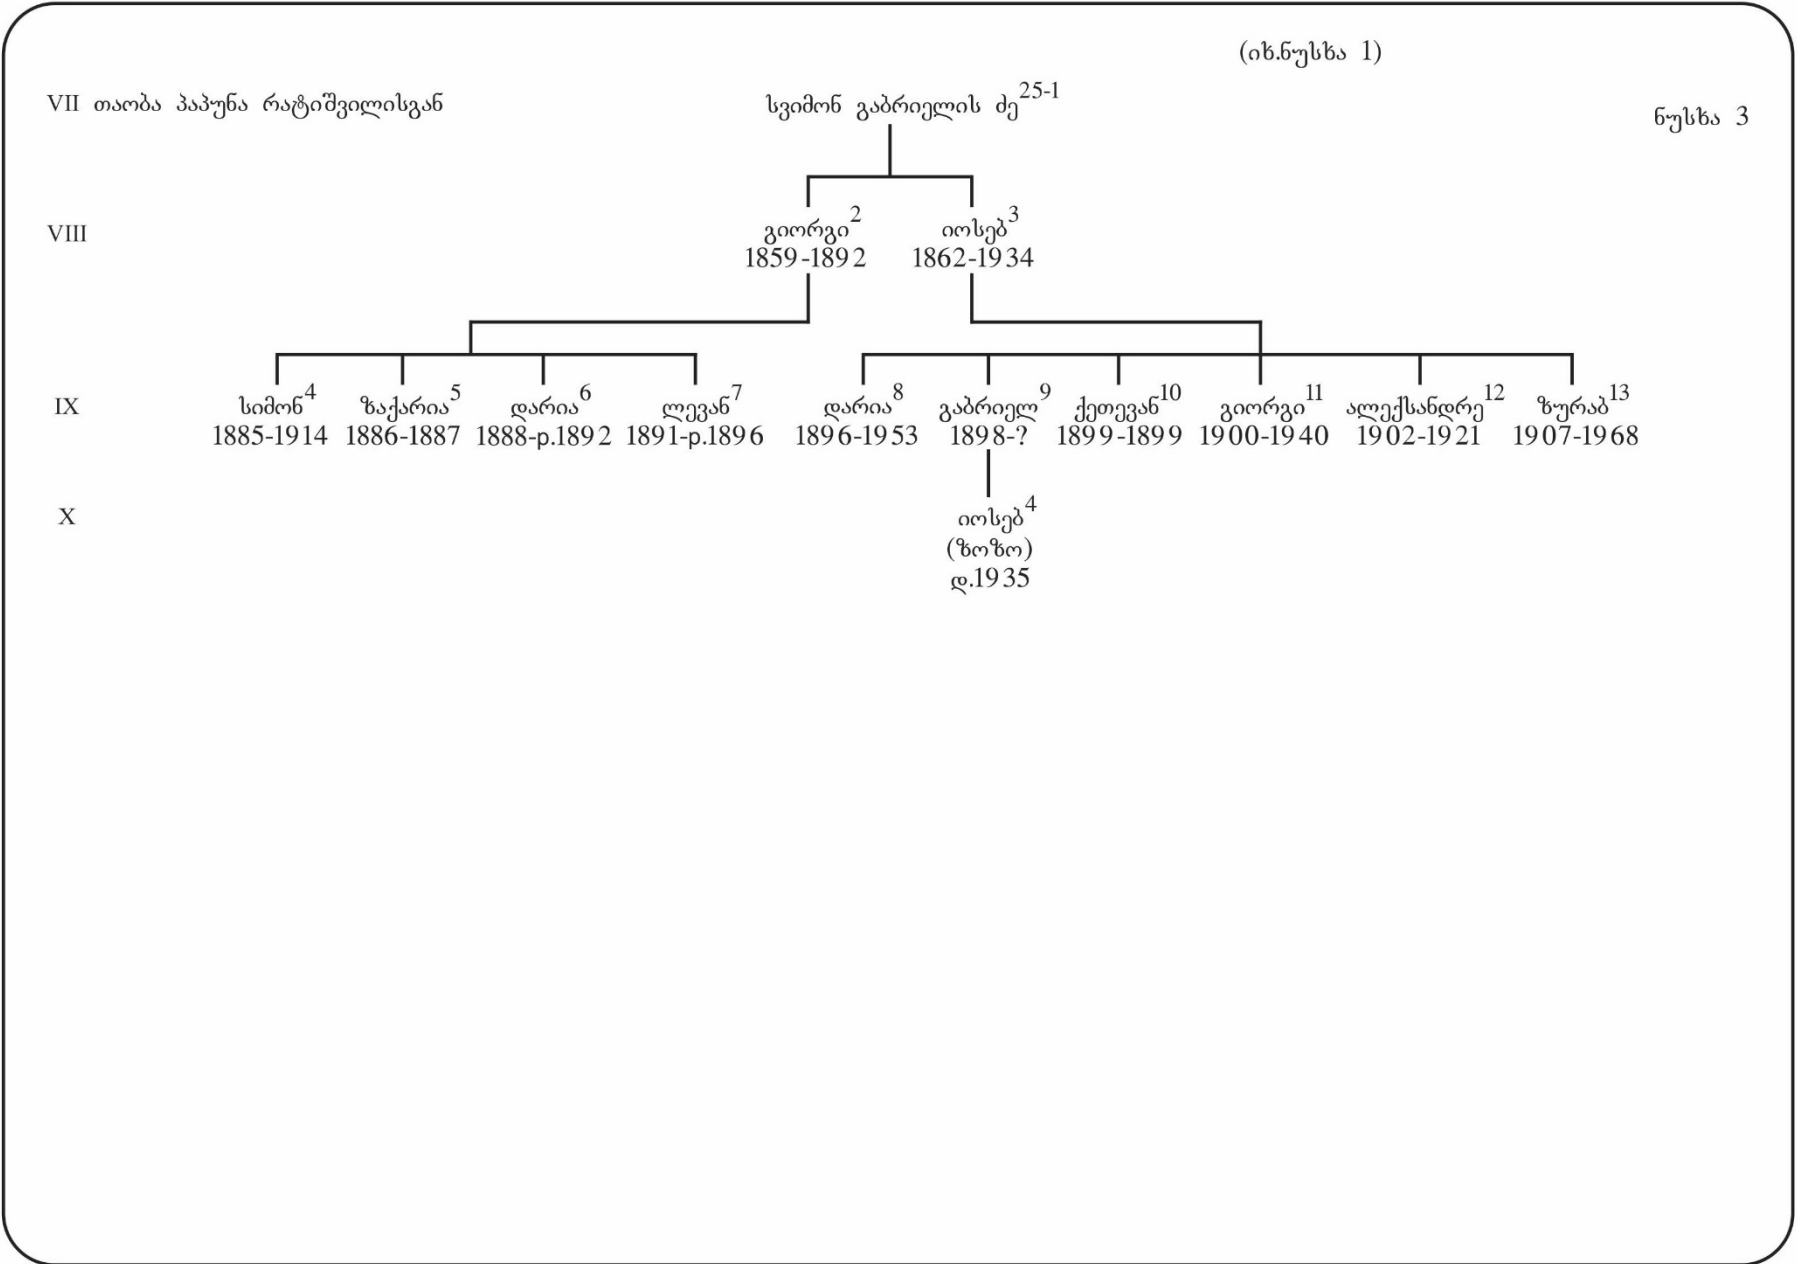 (იხ.ნუსხა 1)
VII თაობა პაპუნა რატიშვილისგან
სვიმონ გაბრიელის ძე25-1
ნუსხა 3
VIII
გიორგი2
იოსებ3
1859-1892
1862-1934
IX
სიმონ4
ზაქარია5
დარია6
ლევან7
დარია8
გაბრიელ9
ქეთევან10
გიორგი11
ალექსანდრე12
ზურაბ13
1885-1914
1886-1887
1888-p.1892
1891-p.1896
1896-1953
1898-?
1899-1899
1900-1940
1902-1921
1907-1968
X
იოსებ4
(ზოზო)
დ.1935